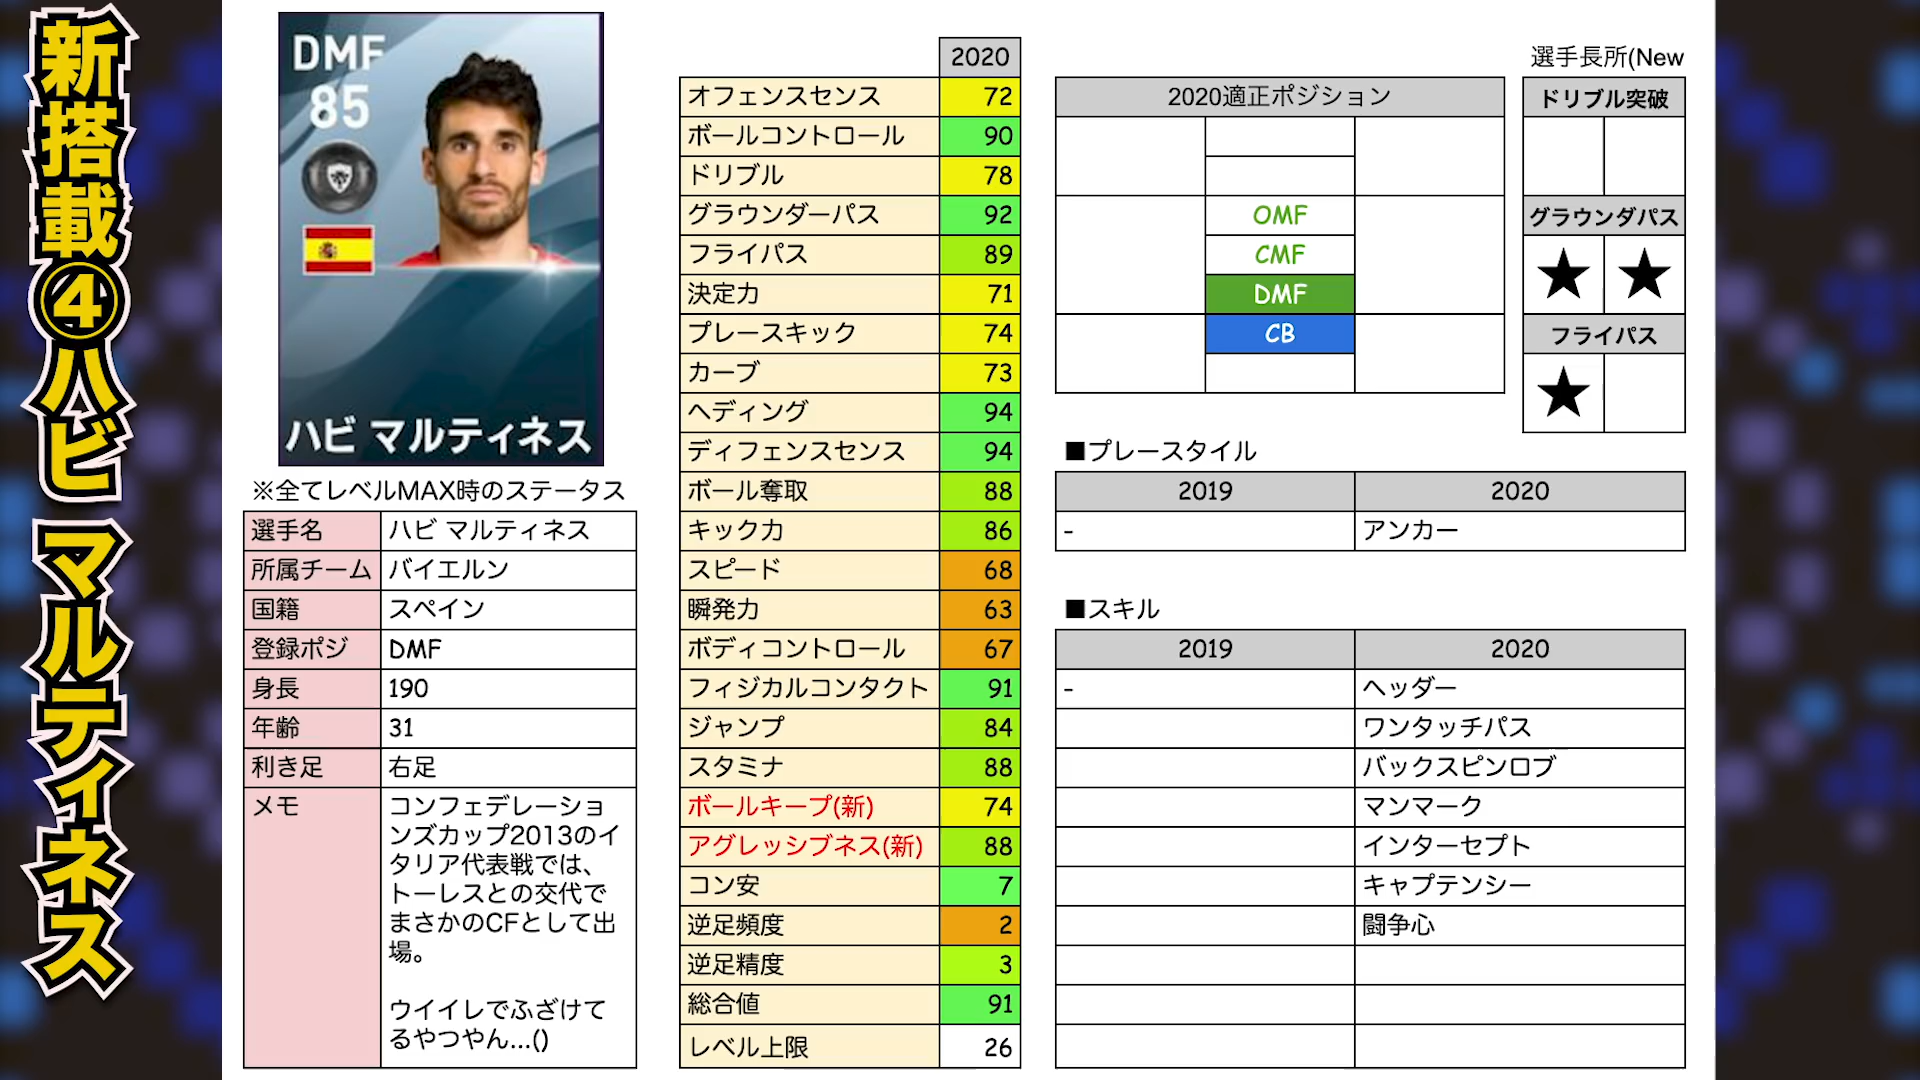 新搭載④ハビ マルティネス
DMF
85
ハビ マルティネス
※全てレベルMAX時のステータス
選手名 ハビ マルティネス
所属チーム バイエルン
国籍 スペイン
登録ポジ DMF
身長 190
年齢 31
利き足 右足
メモ コンフェデレーショ
ンズカップ2013のイ
タリア代表戦では、
トーレスとの交代で
まさかのCFとして出
場。
ウイイレでふざけて
るやつやん...()
2020
オフェンスセンス 72
ボールコントロール 90
ドリブル 78
グラウンダーパス 92
フライパス 89
決定力 71
プレースキック 74
カーブ 73
ヘディング 94
ディフェンスセンス 94
ボール奪取 88
キック力 86
スピード 68
瞬発力 63
ボディコントロール 67
フィジカルコンタクト 91
ジャンプ 84
スタミナ 88
ボールキープ(新) 74
アグレッシブネス(新) 88
コン安 7
逆足頻度 2
逆足精度 3
総合値 91
レベル上限 26
2020適正ポジション
OMF
CMF
DMF
CB
選手長所(New
ドリブル突破
グラウンダパス
★ ★
フライパス
★
■プレースタイル
2019 2020
- アンカー
■スキル
2019 2020
- ヘッダー
ワンタッチパス
バックスピンロブ
マンマーク
インターセプト
キャプテンシー
闘争心